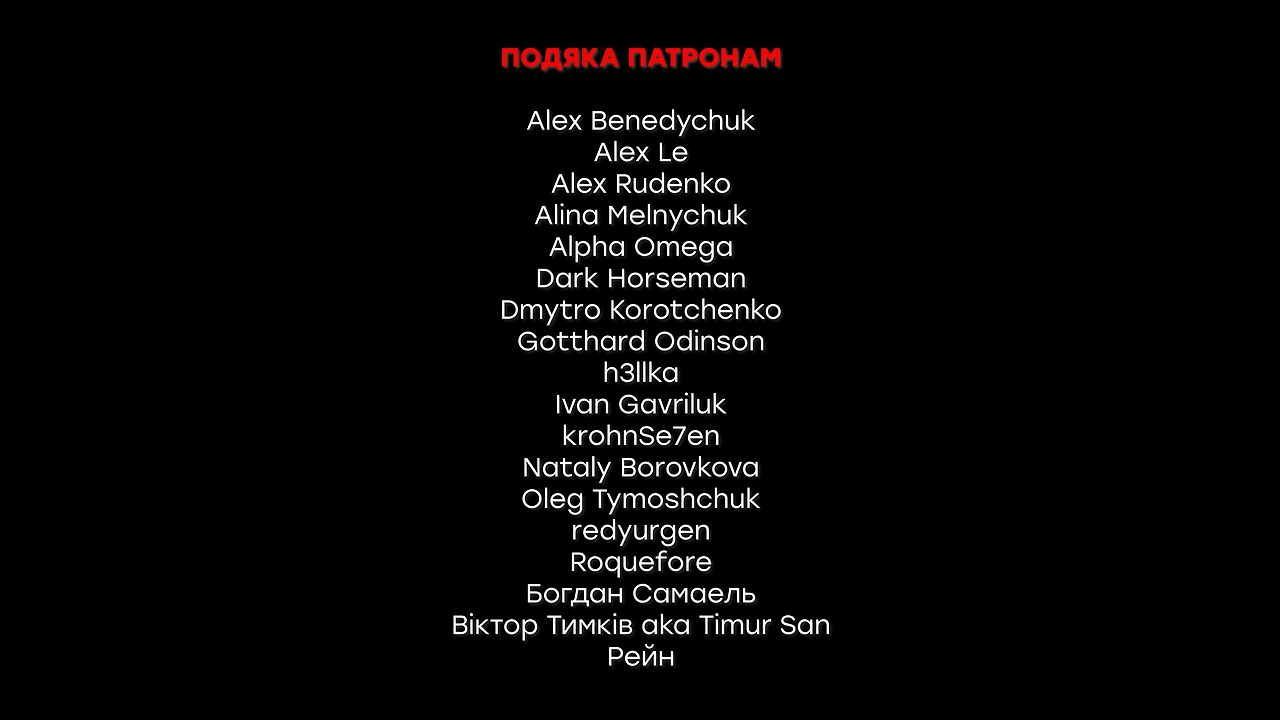 ПОДЯКА ПАТРОНАМ
Alex Benedychuk
Alex Le
Alex Rudenko
Alina Melnychuk
Alpha Omega
Dark Horseman
Dmytro Korotchenko
Gotthard Odinson
h3llka
Ivan Gavriluk
krohnSe7en
Nataly Borovkova
Oleg Tymoshchuk
redyurgen
Roquefore
Богдан Самаель
Віктор Тимків aka Timur San
Рейн